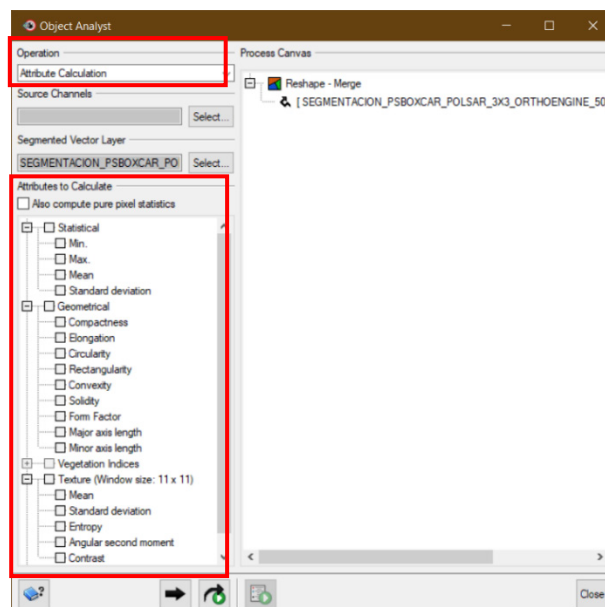 Object Analyst
Operation
Attribute Calculation
Source Channels
Select...
Segmented Vector Layer
SEGMENTACION_PSBOXCAR_PO
Select...
Attributes to Calculate
Also compute pure pixel statistics
Statistical
Min.
Max.
Mean
Standard deviation
Geometrical
Compactness
Elongation
Circularity
Rectangularity
Convexity
Solidity
Form Factor
Major axis length
Minor axis length
Vegetation Indices
Texture (Window size: 11 x 11)
Mean
Standard deviation
Entropy
Angular second moment
Contrast
Process Canvas
Reshape - Merge
[ SEGMENTACION_PSBOXCAR_POLSAR_3X3_ORTHOENGINE_50
Close